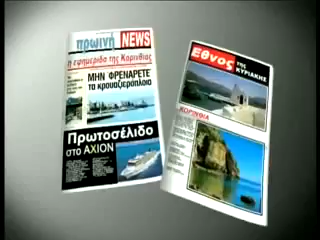 πρωινή NEWS
η εφημερίδα της Κορινθίας
ΜΗΝ ΦΡΕΝΑΡΕΤΕ
τα κρουαζιερόπλοια
Πρωτοσέλιδο
στο ΑΧΙΟΝ
Εθνος της
ΚΥΡΙΑΚΗΣ
ΚΟΡΙΝΘΙΑ